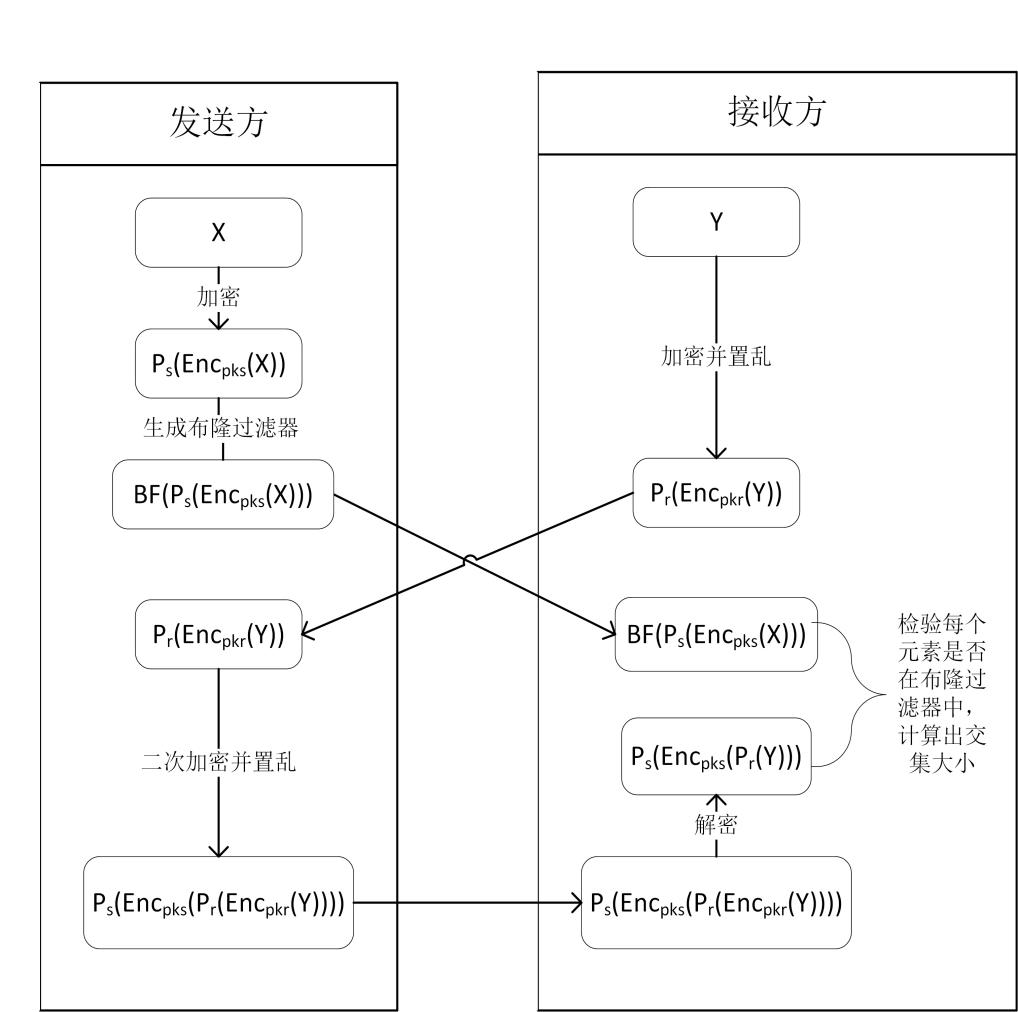 发送方
X
加密
Ps(Encpks(X))
生成布隆过滤器
BF(Ps(Encpks(X)))
Pr(Encpkr(Y))
二次加密并置乱
Ps(Encpks(Pr(Encpkr(Y))))
接收方
Y
加密并置乱
Pr(Encpkr(Y))
BF(Ps(Encpks(X)))
Ps(Encpks(Pr(Y)))
解密
Ps(Encpks(Pr(Encpkr(Y))))
检验每个
元素是否
在布隆过
滤器中，
计算出交
集大小